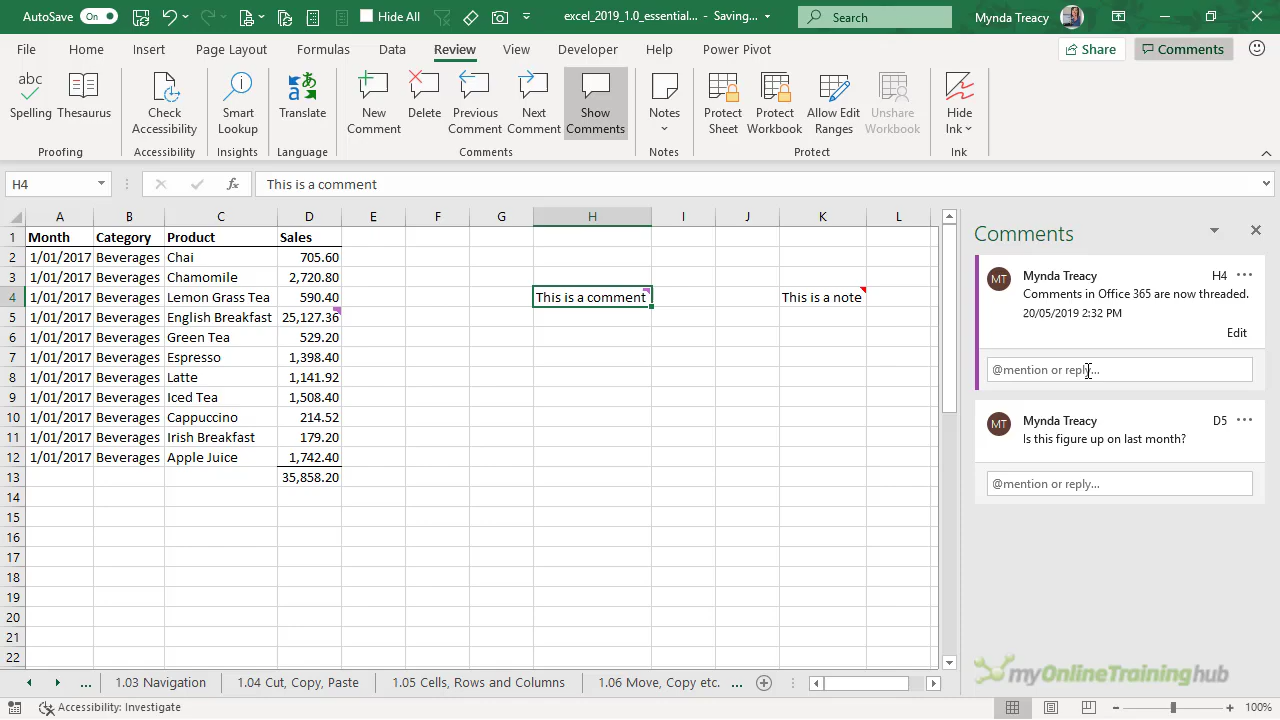 AutoSave On Hide All excel_2019_1.0_essential... - Saving... Search Mynda Treacy
File Home Insert Page Layout Formulas Data Review View Developer Help Power Pivot Share Comments
abc
Spelling Thesaurus Check Accessibility Smart Lookup Translate New Comment Delete Previous Comment Next Comment Show Comments Notes Protect Sheet Protect Workbook Allow Edit Ranges Unshare Workbook Hide Ink
Proofing Accessibility Insights Language Comments Notes Protect Ink
H4 fx This is a comment
A B C D E F G H I J K L
1 Month Category Product Sales
2 1/01/2017 Beverages Chai 705.60
3 1/01/2017 Beverages Chamomile 2,720.80
4 1/01/2017 Beverages Lemon Grass Tea 590.40 This is a comment This is a note
5 1/01/2017 Beverages English Breakfast 25,127.36
6 1/01/2017 Beverages Green Tea 529.20
7 1/01/2017 Beverages Espresso 1,398.40
8 1/01/2017 Beverages Latte 1,141.92
9 1/01/2017 Beverages Iced Tea 1,508.40
10 1/01/2017 Beverages Cappuccino 214.52
11 1/01/2017 Beverages Irish Breakfast 179.20
12 1/01/2017 Beverages Apple Juice 1,742.40
13 35,858.20
14
15
16
17
18
19
20
21
22
Comments
MT Mynda Treacy H4 ...
Comments in Office 365 are now threaded.
20/05/2019 2:32 PM
Edit
@mention or reply...
MT Mynda Treacy D5 ...
Is this figure up on last month?
@mention or reply...
myOnlineTraininghub
... 1.03 Navigation 1.04 Cut, Copy, Paste 1.05 Cells, Rows and Columns 1.06 Move, Copy etc. ...
Accessibility: Investigate 100%